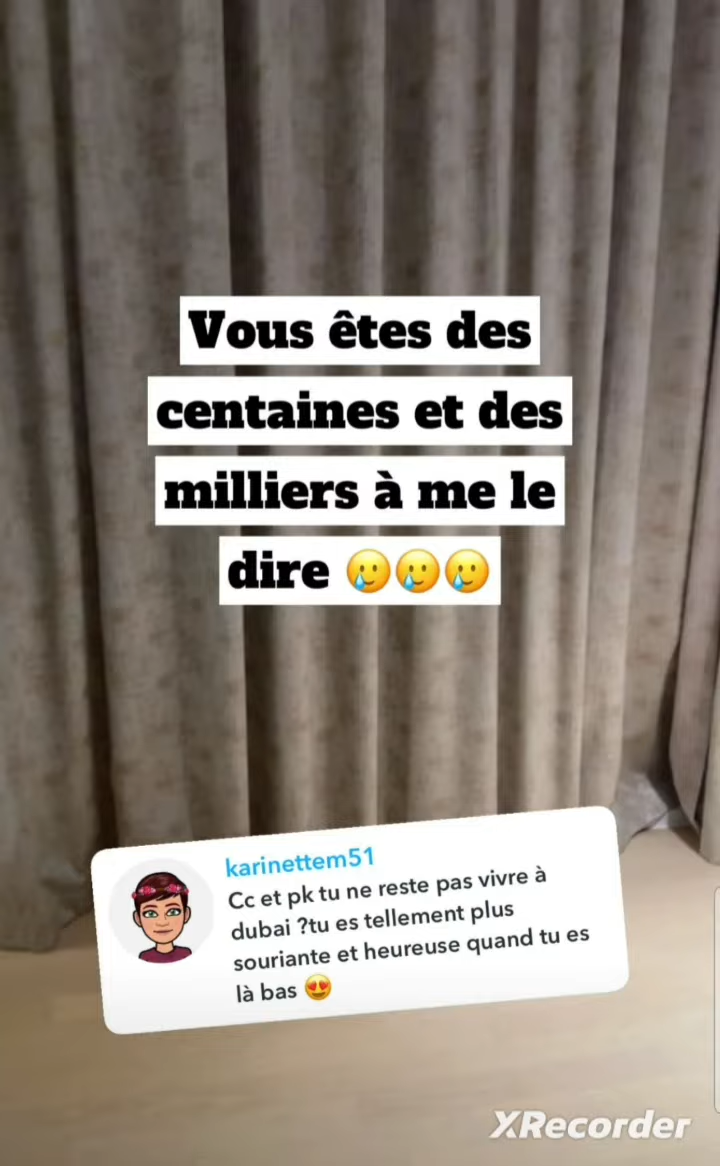 Vous êtes des
centaines et des
milliers à me le
dire 🥲🥲🥲
karinettem51
Cc et pk tu ne reste pas vivre à
dubai ?tu es tellement plus
souriante et heureuse quand tu es
là bas 😍
XRecorder